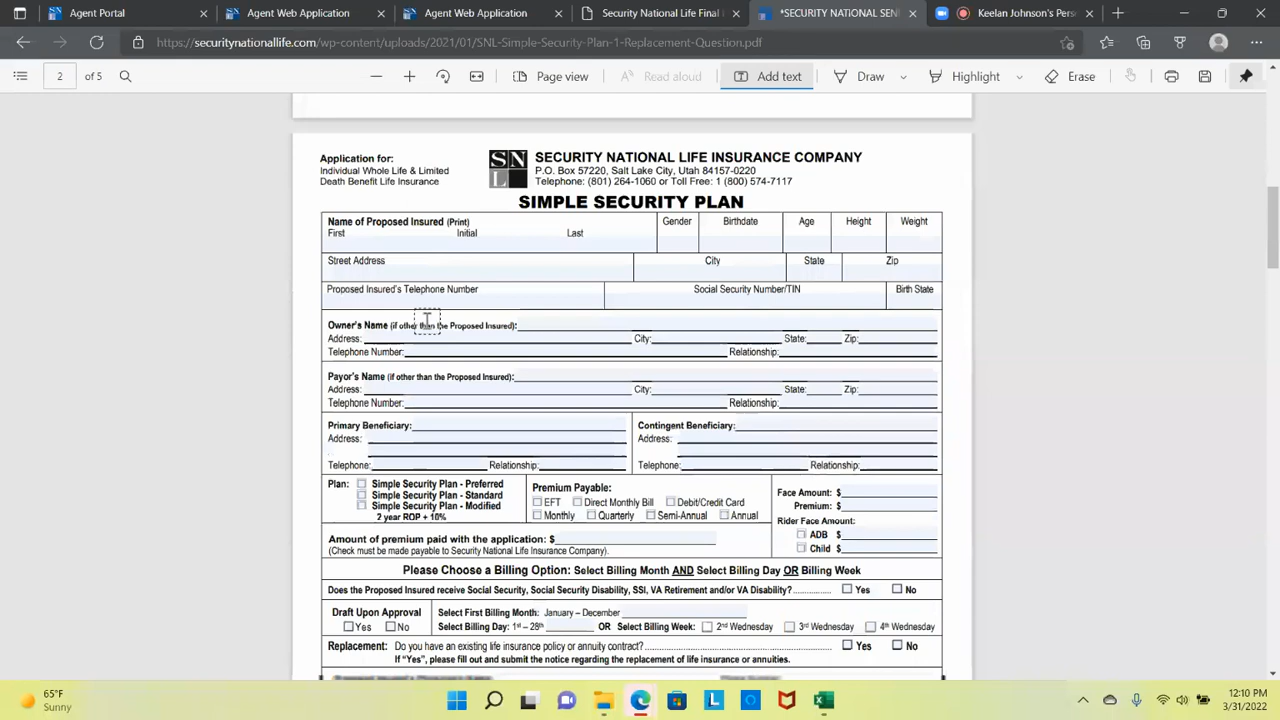 Agent Portal
Agent Web Application
Agent Web Application
Security National Life Final
*SECURITY NATIONAL SEN
Keelan Johnson's Pers
https://securitynationallife.com/wp-content/uploads/2021/01/SNL-Simple-Security-Plan-1-Replacement-Question.pdf
2 of 5
Page view
Read aloud
Add text
Draw
Highlight
Erase
Application for:
Individual Whole Life & Limited
Death Benefit Life Insurance
SNL
SECURITY NATIONAL LIFE INSURANCE COMPANY
P.O. Box 57220, Salt Lake City, Utah 84157-0220
Telephone: (801) 264-1060 or Toll Free: 1 (800) 574-7117
SIMPLE SECURITY PLAN
Name of Proposed Insured (Print) Gender Birthdate Age Height Weight
First Initial Last
Street Address City State Zip
Proposed Insured's Telephone Number Social Security Number/TIN Birth State
Owner's Name (if other than the Proposed Insured):
Address: City: State: Zip:
Telephone Number: Relationship:
Payor's Name (if other than the Proposed Insured):
Address: City: State: Zip:
Telephone Number: Relationship:
Primary Beneficiary: Contingent Beneficiary:
Address: Address:
Telephone: Relationship: Telephone: Relationship:
Plan: Simple Security Plan - Preferred
Simple Security Plan - Standard
Simple Security Plan - Modified
2 year ROP + 10%
Premium Payable:
EFT Direct Monthly Bill Debit/Credit Card
Monthly Quarterly Semi-Annual Annual
Face Amount: $
Premium: $
Rider Face Amount:
ADB $
Child $
Amount of premium paid with the application: $
(Check must be made payable to Security National Life Insurance Company).
Please Choose a Billing Option: Select Billing Month AND Select Billing Day OR Billing Week
Does the Proposed Insured receive Social Security, Social Security Disability, SSI, VA Retirement and/or VA Disability? Yes No
Draft Upon Approval
Yes No
Select First Billing Month: January – December
Select Billing Day: 1st – 28th OR Select Billing Week: 2nd Wednesday 3rd Wednesday 4th Wednesday
Replacement: Do you have an existing life insurance policy or annuity contract? Yes No
If "Yes", please fill out and submit the notice regarding the replacement of life insurance or annuities.
65°F
Sunny
12:10 PM
3/31/2022